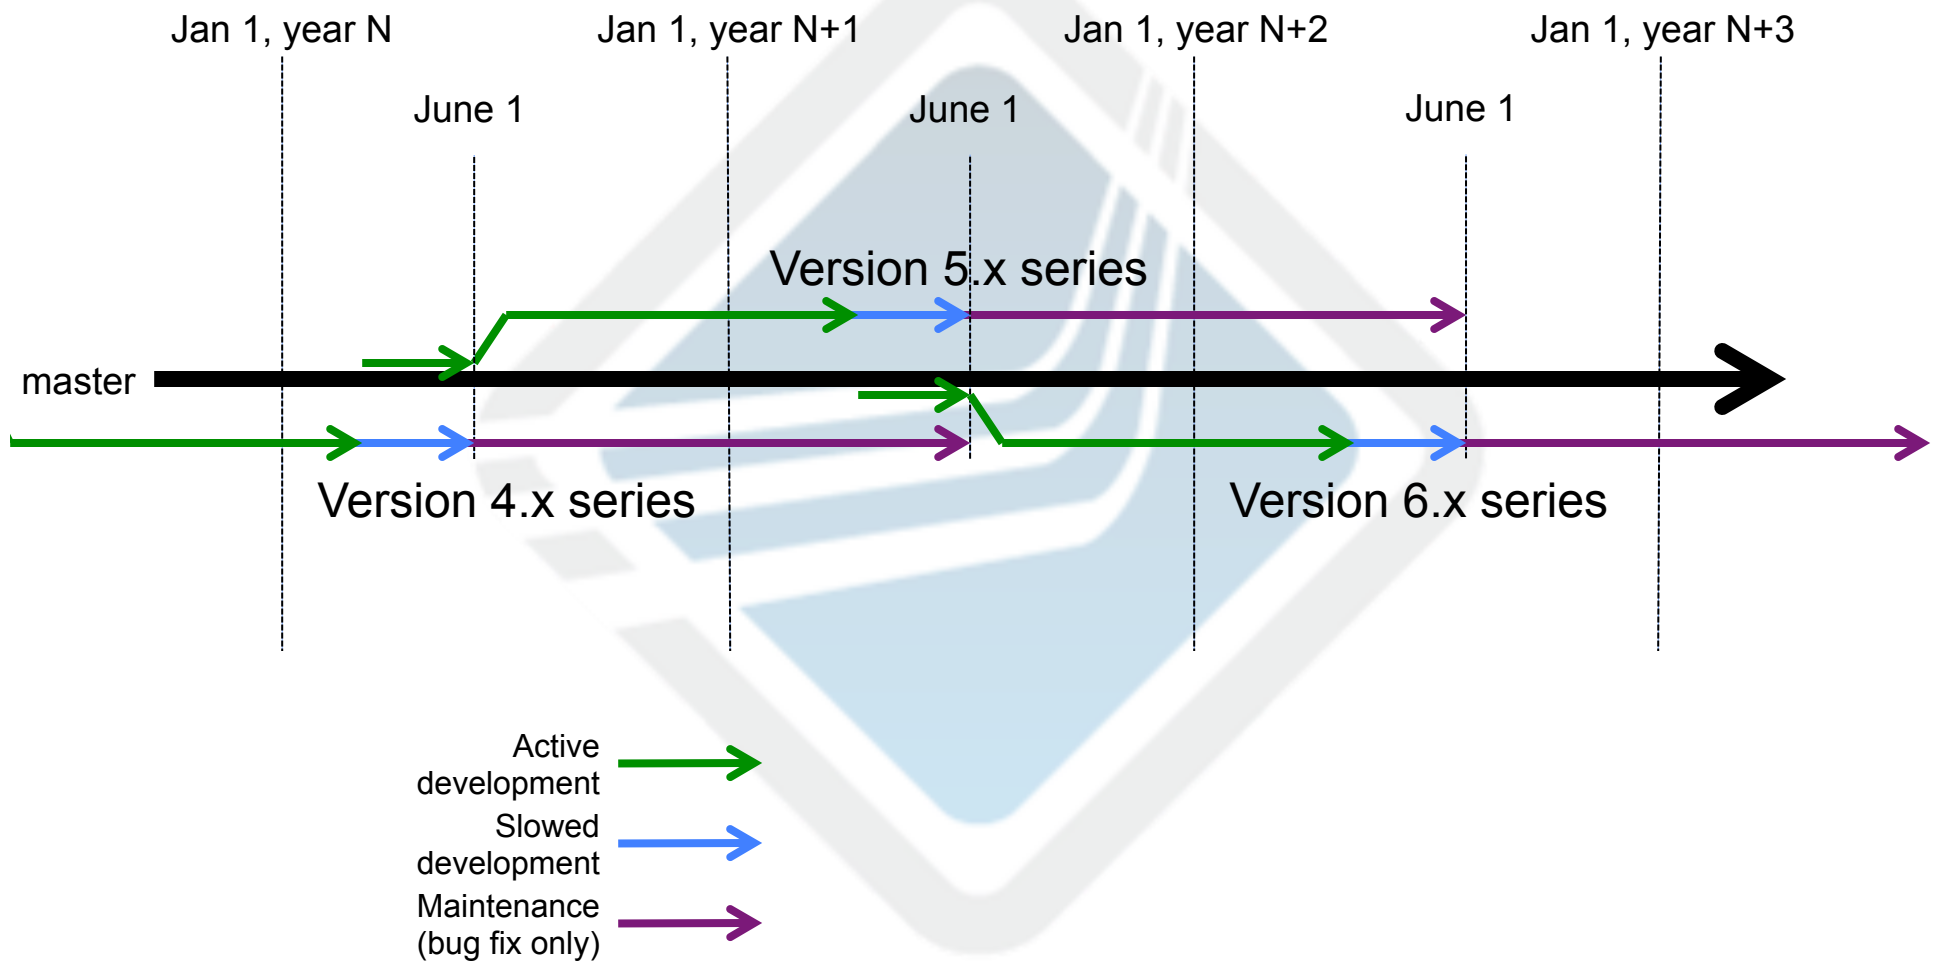 Jan 1, year N
Jan 1, year N+1
Jan 1, year N+2
Jan 1, year N+3
June 1
June 1
June 1
Version 5.x series
master
Version 4.x series
Version 6.x series
Active
development
Slowed
development
Maintenance
(bug fix only)